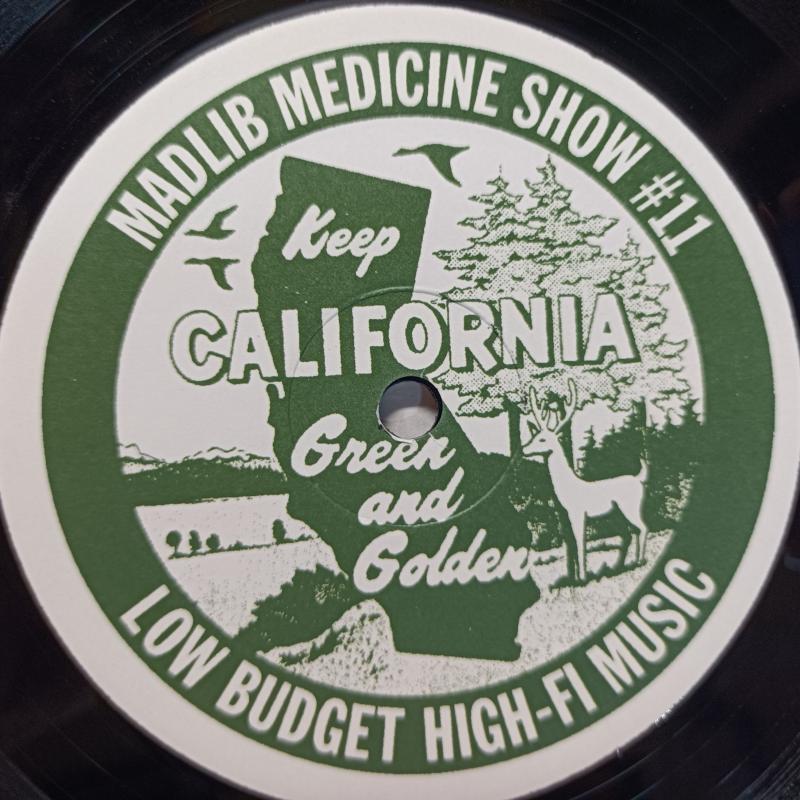 MADLIB MEDICINE SHOW #11
Keep
CALIFORNIA
Green
and
Golden
LOW BUDGET HIGH-FI MUSIC